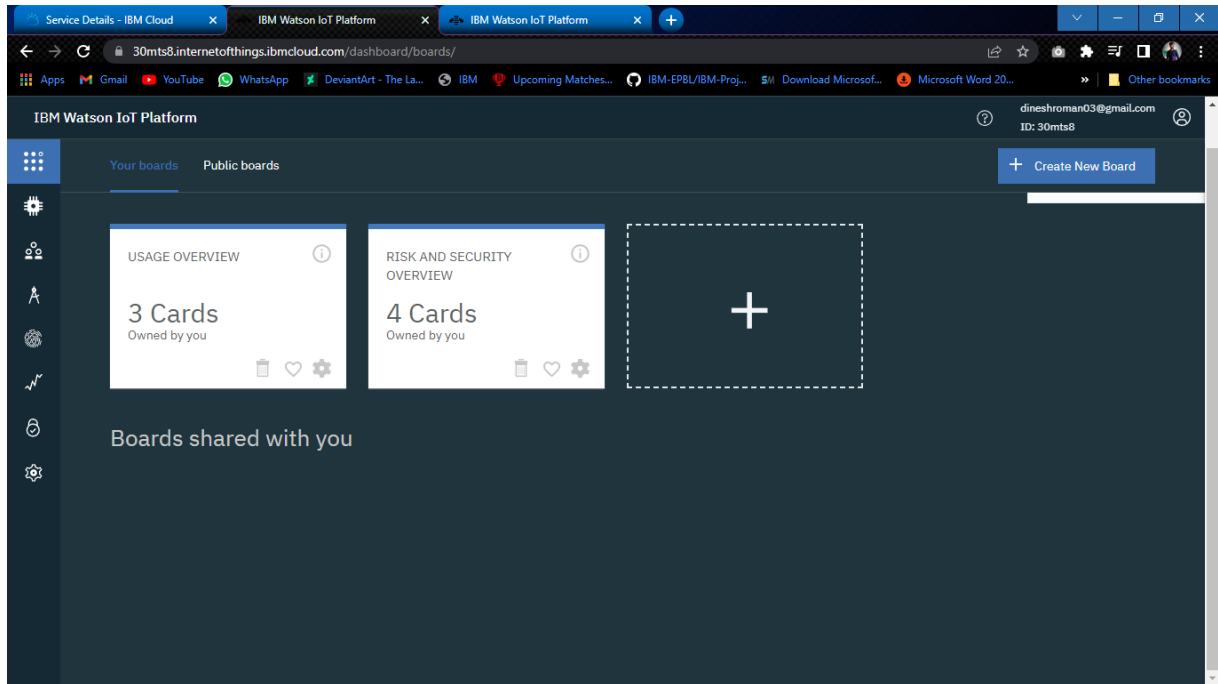 Service Details - IBM Cloud
IBM Watson IoT Platform
IBM Watson IoT Platform
30mts8.internetofthings.ibmcloud.com/dashboard/boards/
Apps
Gmail
YouTube
WhatsApp
DeviantArt - The La...
IBM
Upcoming Matches...
IBM-EPBL/IBM-Proj...
Download Microsof...
Microsoft Word 20...
»
Other bookmarks
IBM Watson IoT Platform
dineshroman03@gmail.com
ID: 30mts8
Your boards
Public boards
Create New Board
USAGE OVERVIEW
3 Cards
Owned by you
RISK AND SECURITY
OVERVIEW
4 Cards
Owned by you
Boards shared with you